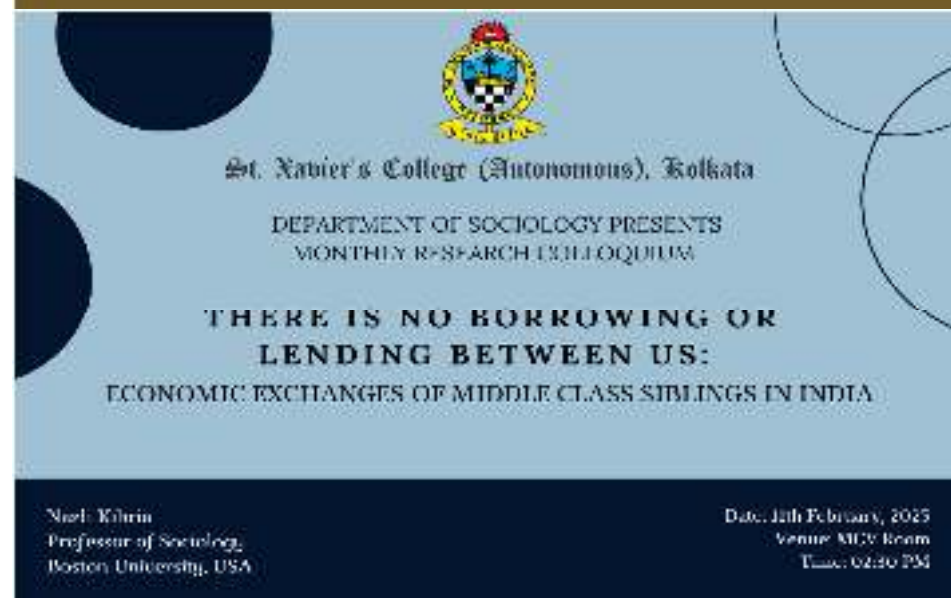 St. Xavier's College (Autonomous), Kolkata
DEPARTMENT OF SOCIOLOGY PRESENTS
MONTHLY RESEARCH COLLOQUIUM
THERE IS NO BORROWING OR
LENDING BETWEEN US:
ECONOMIC EXCHANGES OF MIDDLE CLASS SIBLINGS IN INDIA
Nazli Kibria
Professor of Sociology
Boston University, USA
Date: February, 2025
Venue: MCV Room
Time: 02:30 PM